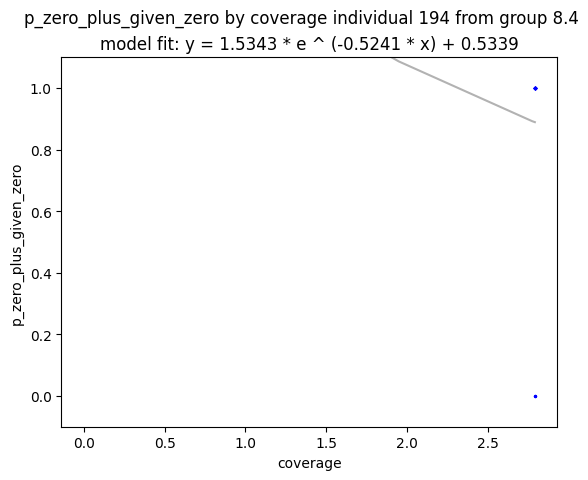 p_zero_plus_given_zero by coverage individual 194 from group 8.4
model fit: y = 1.5343 * e ^ (-0.5241 * x) + 0.5339
1.0
0.8
0.6
0.4
0.2
0.0
p_zero_plus_given_zero
0.0 0.5 1.0 1.5 2.0 2.5
coverage